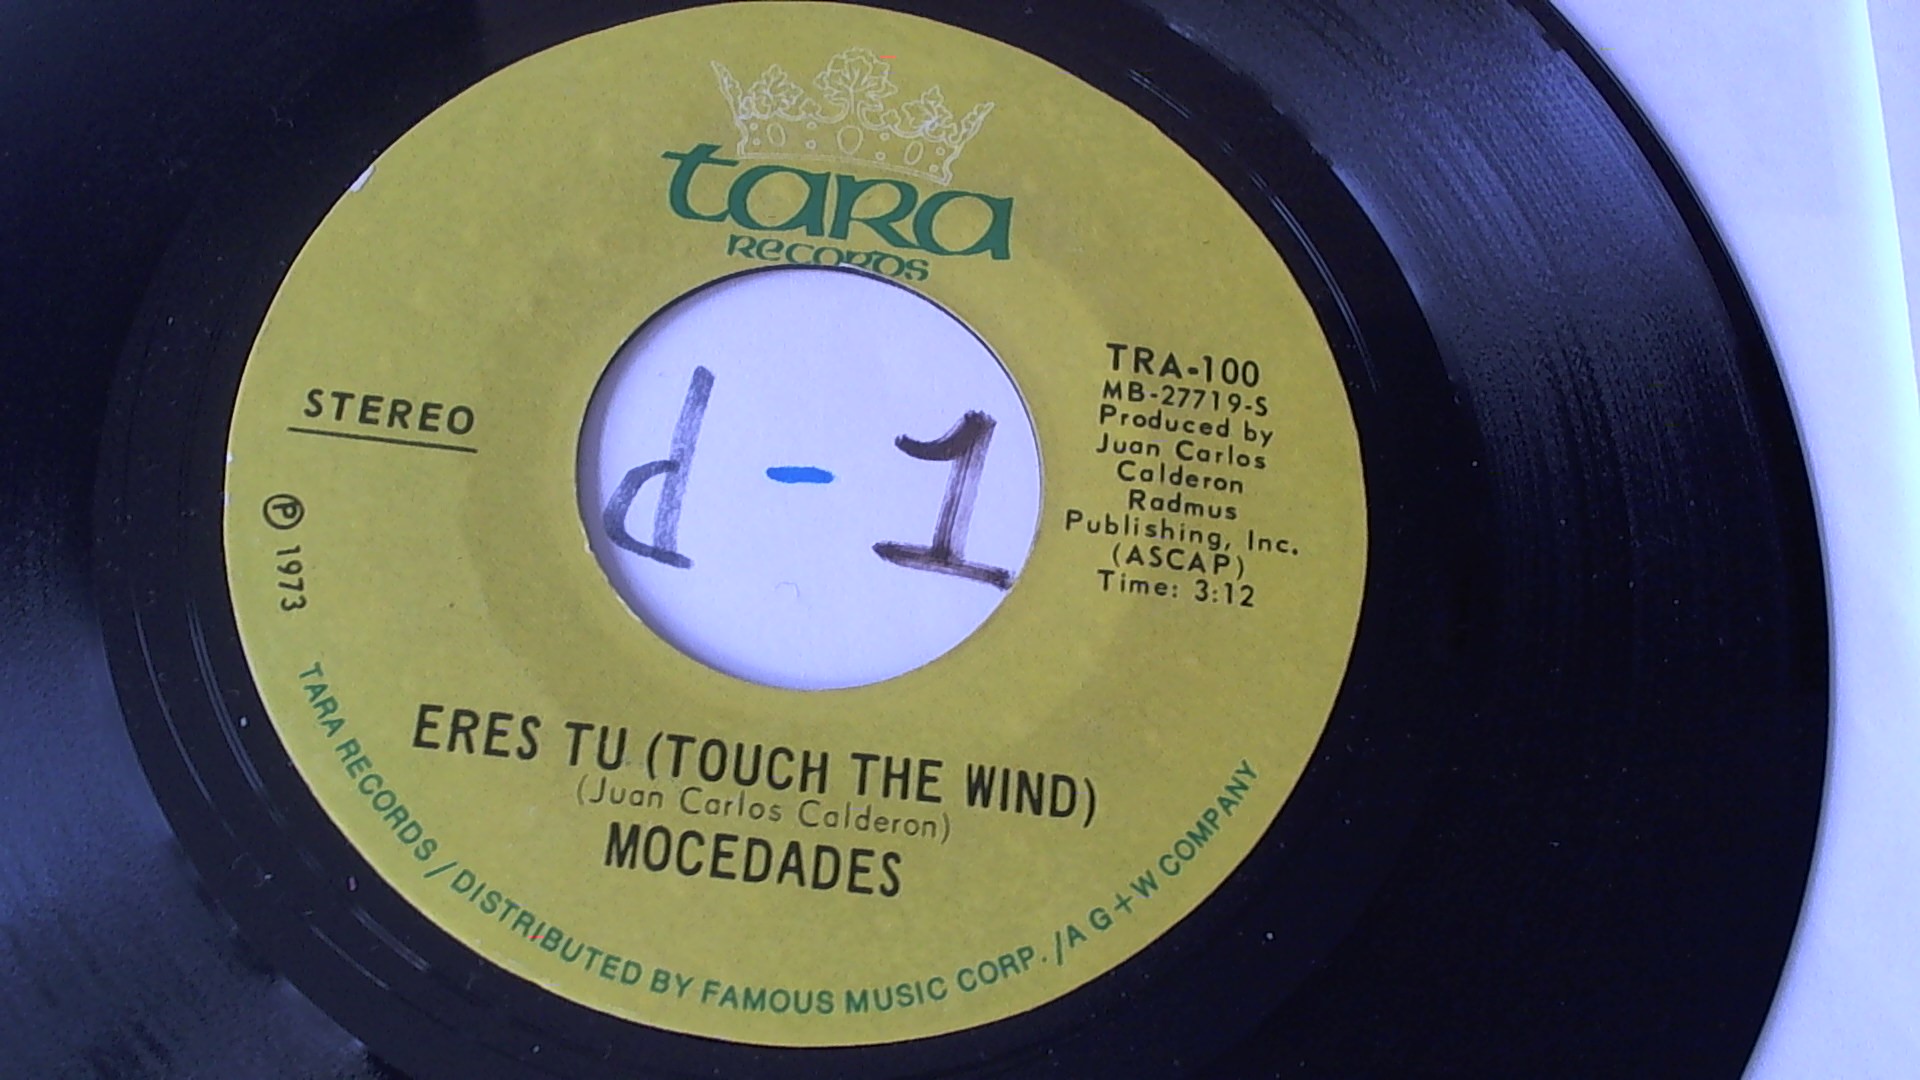 tara
RECORDS
STEREO
℗ 1973
d - 1
TRA-100
MB-27719-S
Produced by
Juan Carlos
Calderon
Radmus
Publishing, Inc.
(ASCAP)
Time: 3:12
ERES TU (TOUCH THE WIND)
(Juan Carlos Calderon)
MOCEDADES
TARA RECORDS / DISTRIBUTED BY FAMOUS MUSIC CORP. / A G+W COMPANY